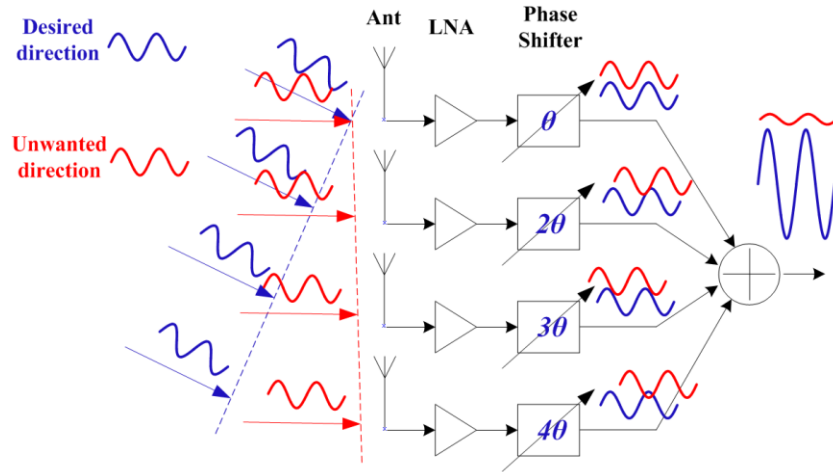 Desired
direction
Unwanted
direction
Ant
LNA
Phase
Shifter
θ
2θ
3θ
4θ